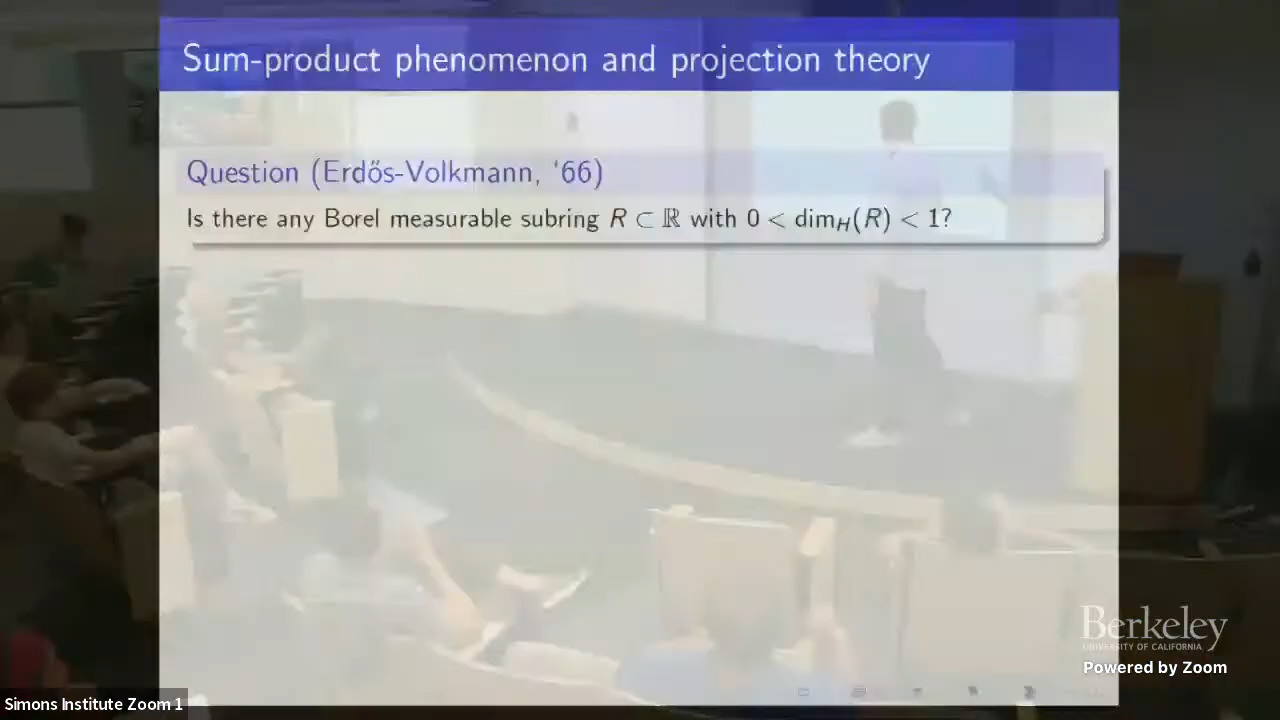 Sum-product phenomenon and projection theory
Question (Erdős-Volkmann, ‘66)
Is there any Borel measurable subring R ⊂ ℝ with 0 < dim_H(R) < 1?
Berkeley
UNIVERSITY OF CALIFORNIA
Powered by Zoom
Simons Institute Zoom 1